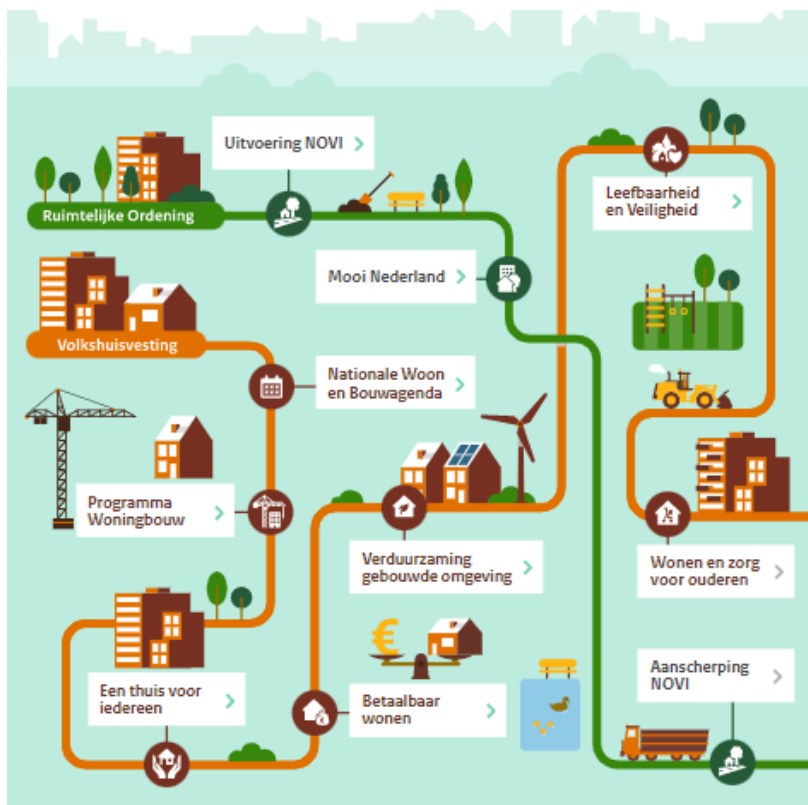 Uitvoering NOVI
Ruimtelijke Ordening
Mooi Nederland
Leefbaarheid
en Veiligheid
Volkshuisvesting
Nationale Woon
en Bouwagenda
Programma
Woningbouw
Verduurzaming
gebouwde omgeving
Wonen en zorg
voor ouderen
Een thuis voor
iedereen
€
Betaalbaar
wonen
Aanscherping
NOVI